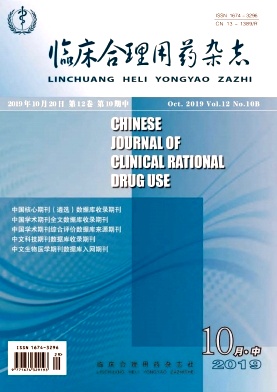 ISSN 1674-3296
CN 13-1389/R
临床合理用药杂志
LINCHUANG HELI YONGYAO ZAZHI
2019年10月20日 第12卷 第10期中
Oct. 2019 Vol.12 No.10B
CHINESE
JOURNAL OF
CLINICAL RATIONAL
DRUG USE
中国核心期刊(遴选)数据库收录期刊
中国学术期刊全文数据库收录期刊
中国学术期刊综合评价数据库来源期刊
中文科技期刊数据库收录期刊
中文生物医学期刊数据库入网期刊
10月·中
2019
ISSN 1674-3296
临床合理用药杂志社